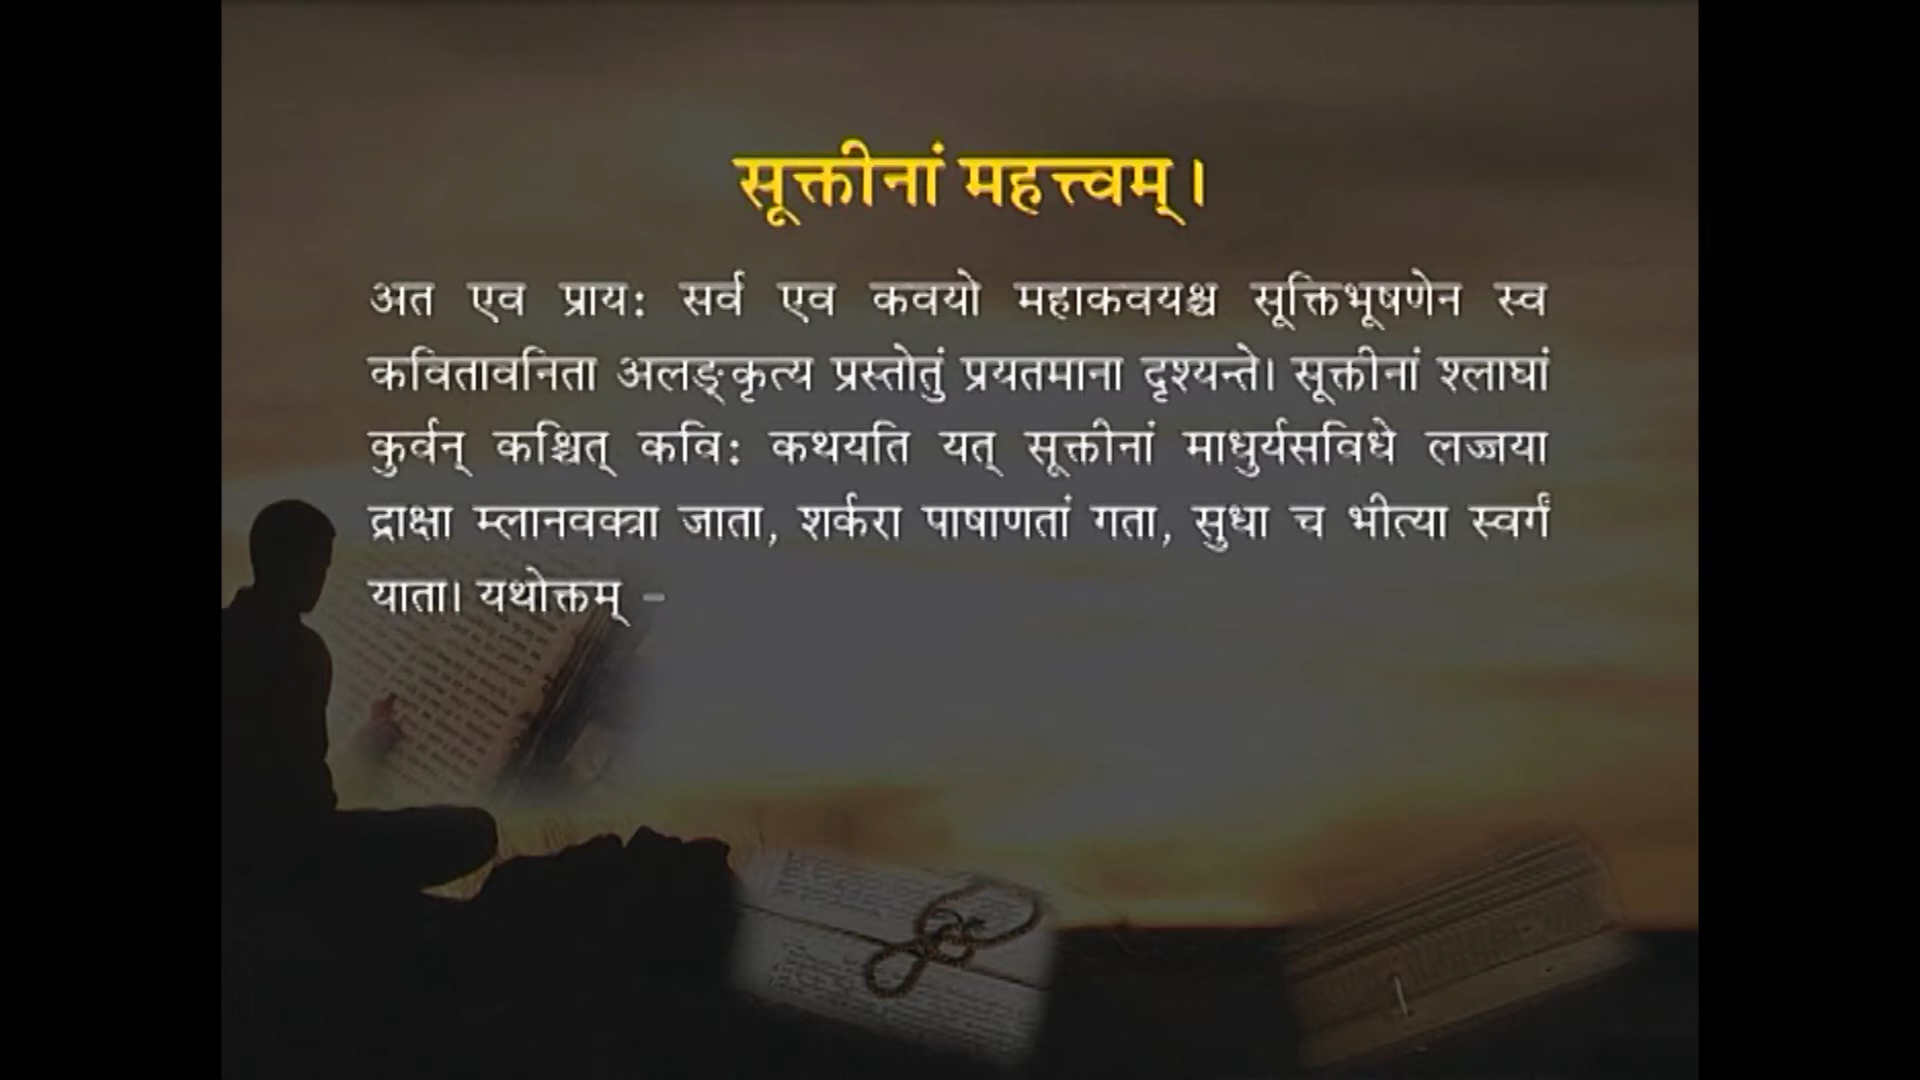 सूक्तीनां महत्त्वम्।
अत एव प्राय: सर्व एव कवयो महाकवयश्च सूक्तिभूषणेन स्व
कवितावनिता अलङ्कृत्य प्रस्तोतुं प्रयतमाना दृश्यन्ते। सूक्तीनां श्लाघां
कुर्वन् कश्चित् कवि: कथयति यत् सूक्तीनां माधुर्यसविधे लज्जया
द्राक्षा म्लानवक्त्रा जाता, शर्करा पाषाणतां गता, सुधा च भीत्या स्वर्गं
याता। यथोक्तम् -